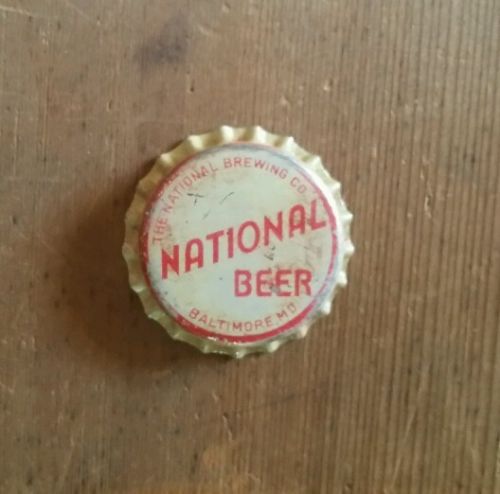 THE NATIONAL BREWING CO.
NATIONAL
BEER
BALTIMORE, MD.